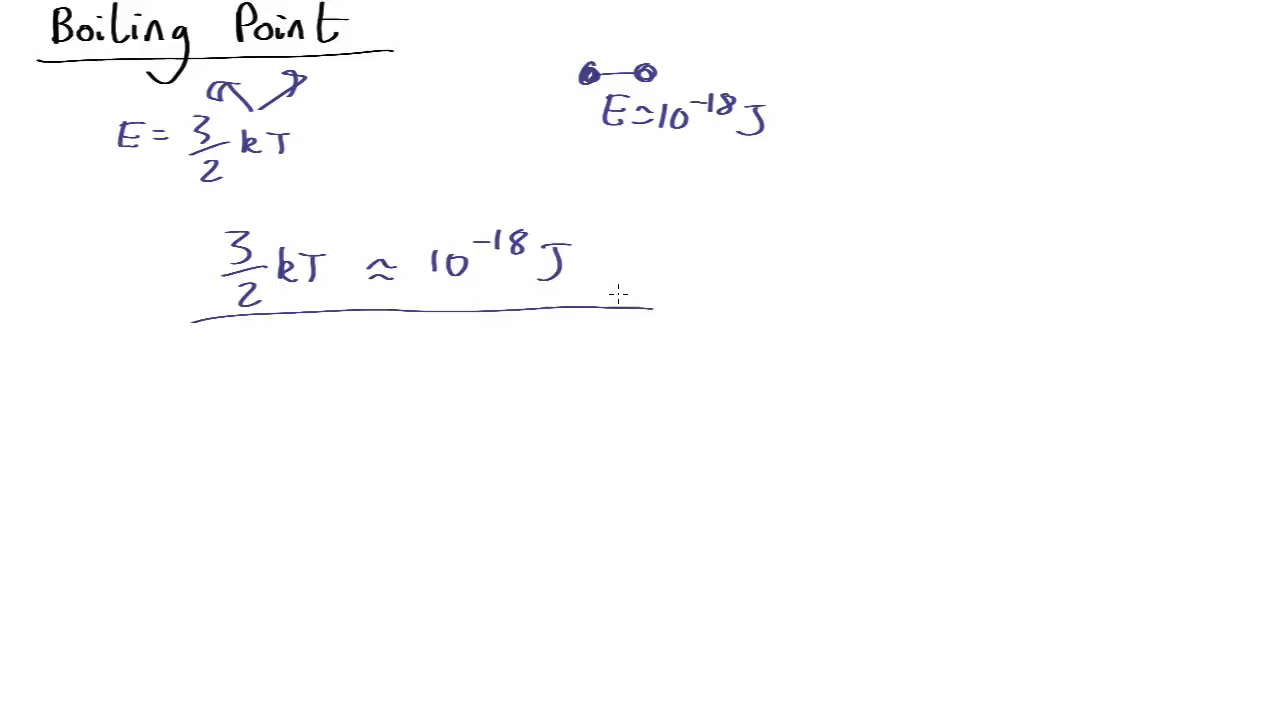 Boiling Point
E = 3/2 kT
E ≃ 10⁻¹⁸ J
3/2 kT ≈ 10⁻¹⁸ J